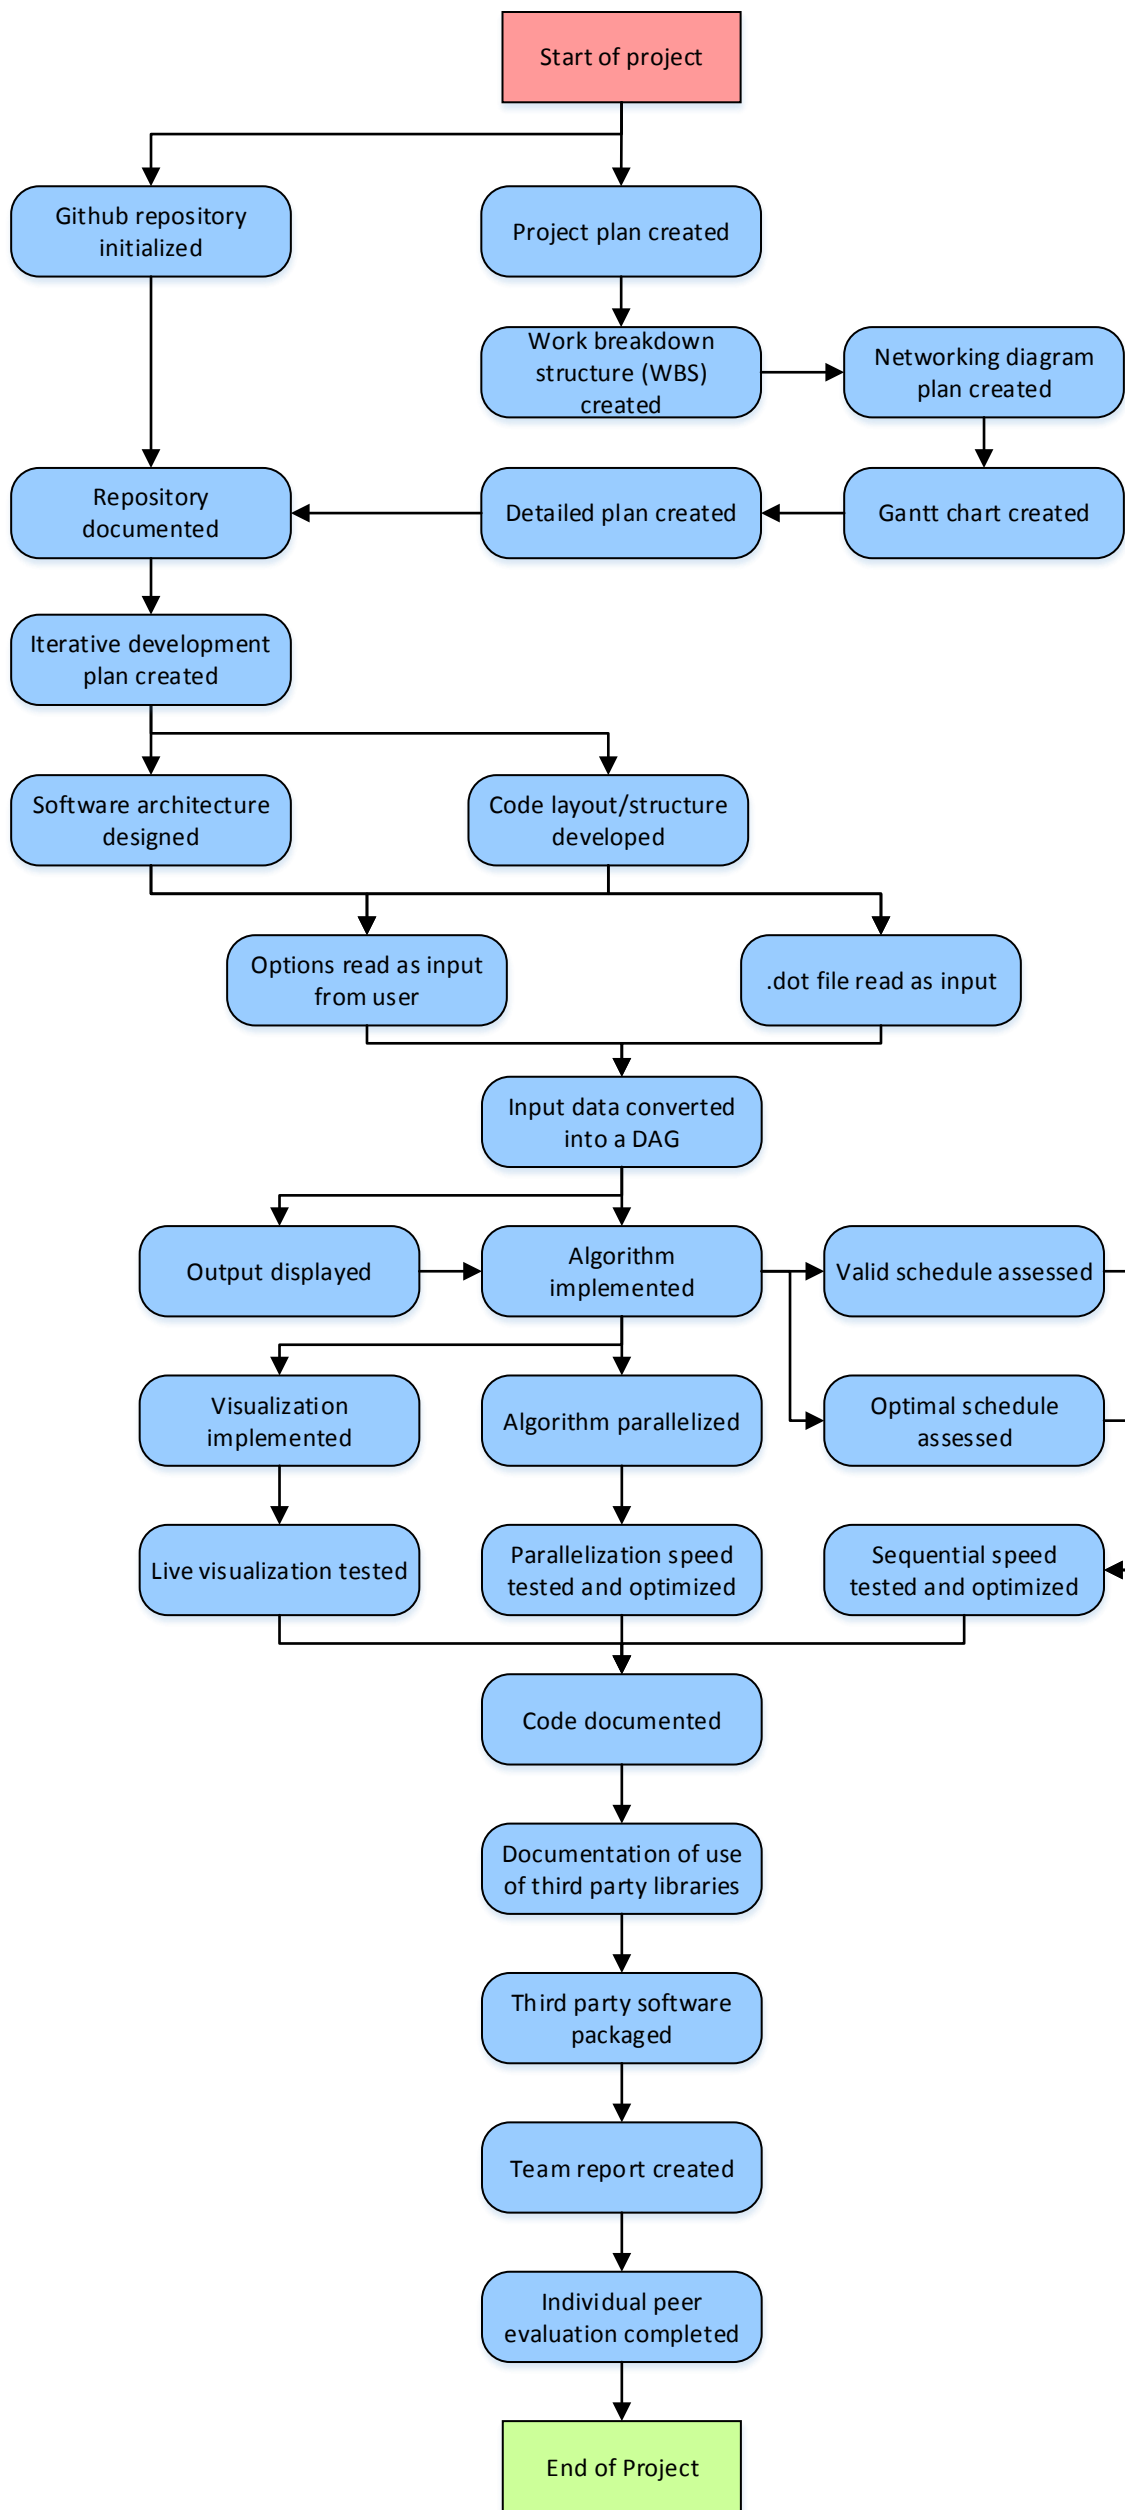 Start of project
Github repository
initialized
Project plan created
Work breakdown
structure (WBS)
created
Networking diagram
plan created
Repository
documented
Detailed plan created
Gantt chart created
Iterative development
plan created
Software architecture
designed
Code layout/structure
developed
Options read as input
from user
.dot file read as input
Input data converted
into a DAG
Output displayed
Algorithm
implemented
Valid schedule assessed
Visualization
implemented
Algorithm parallelized
Optimal schedule
assessed
Live visualization tested
Parallelization speed
tested and optimized
Sequential speed
tested and optimized
Code documented
Documentation of use
of third party libraries
Third party software
packaged
Team report created
Individual peer
evaluation completed
End of Project